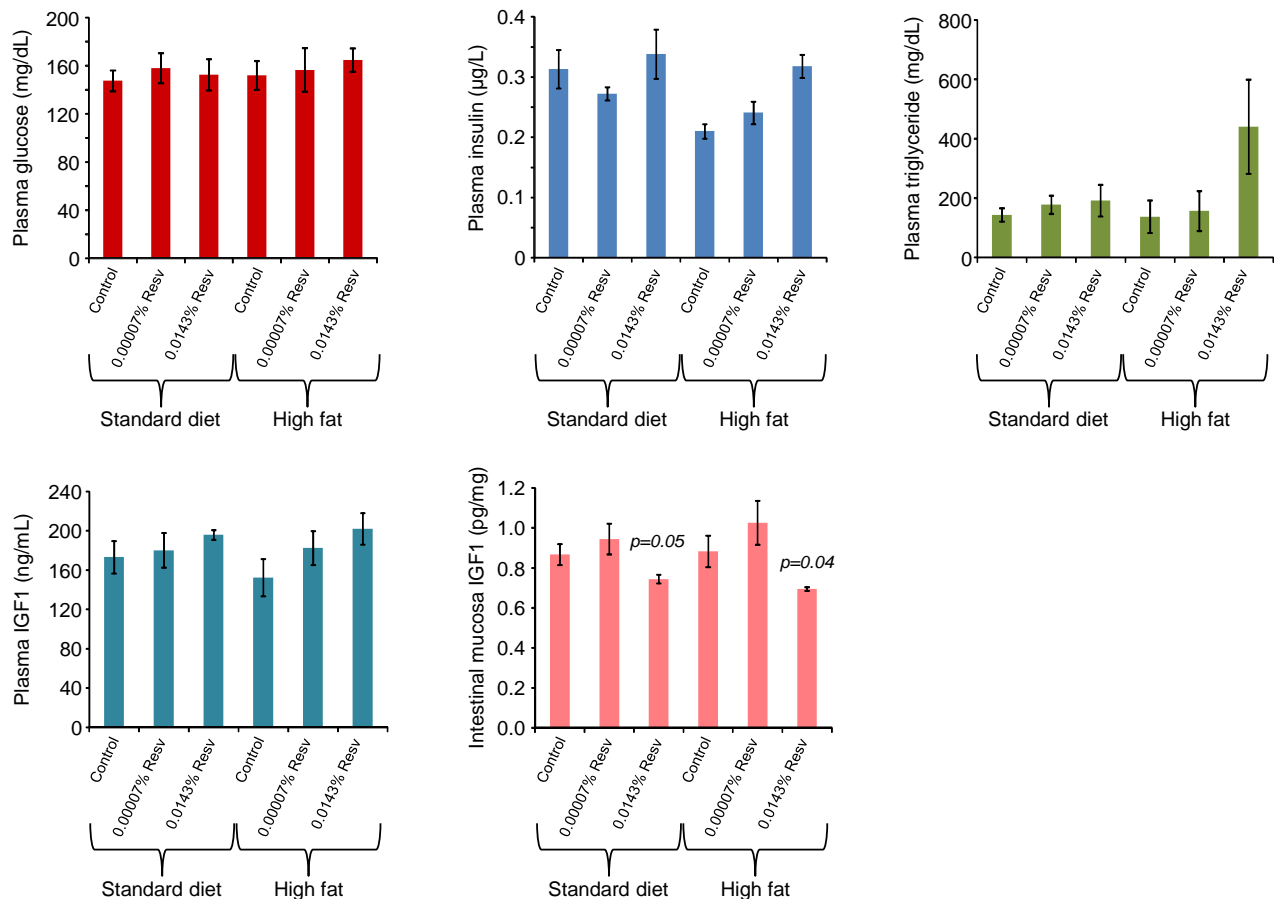 Plasma glucose (mg/dL)
200
160
120
80
40
0
Control
0.00007% Resv
0.0143% Resv
Control
0.00007% Resv
0.0143% Resv
Standard diet
High fat
Plasma insulin (µg/L)
0.4
0.3
0.2
0.1
0
Control
0.00007% Resv
0.0143% Resv
Control
0.00007% Resv
0.0143% Resv
Standard diet
High fat
Plasma triglyceride (mg/dL)
800
600
400
200
0
Control
0.00007% Resv
0.0143% Resv
Control
0.00007% Resv
0.0143% Resv
Standard diet
High fat
Plasma IGF1 (ng/mL)
240
200
160
120
80
40
0
Control
0.00007% Resv
0.0143% Resv
Control
0.00007% Resv
0.0143% Resv
Standard diet
High fat
Intestinal mucosa IGF1 (pg/mg)
1.2
1.0
0.8
0.6
0.4
0.2
0.0
p=0.05
p=0.04
Control
0.00007% Resv
0.0143% Resv
Control
0.00007% Resv
0.0143% Resv
Standard diet
High fat